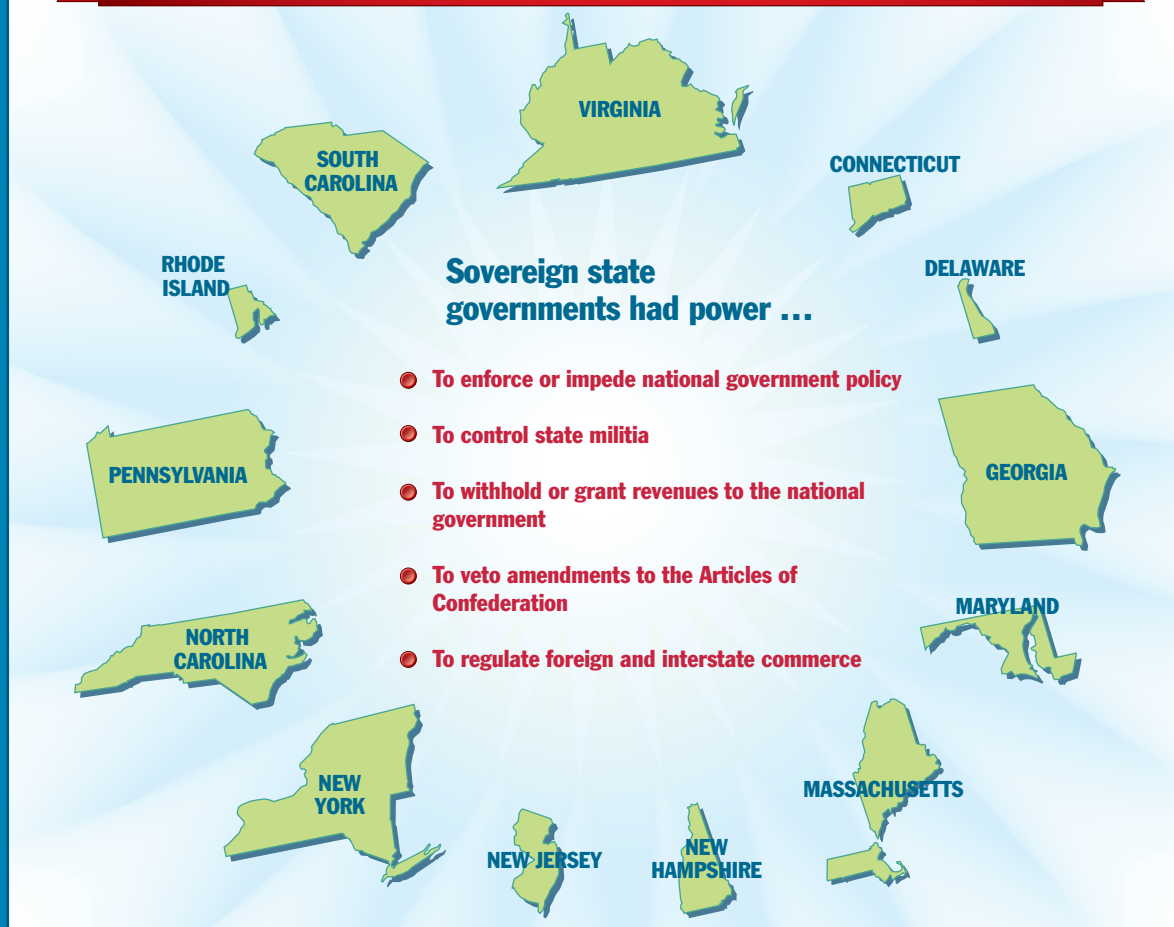 VIRGINIA
SOUTH
CAROLINA
CONNECTICUT
RHODE
ISLAND
DELAWARE
Sovereign state
governments had power ...
To enforce or impede national government policy
To control state militia
To withhold or grant revenues to the national
government
To veto amendments to the Articles of
Confederation
To regulate foreign and interstate commerce
PENNSYLVANIA
GEORGIA
MARYLAND
NORTH
CAROLINA
NEW
YORK
MASSACHUSETTS
NEW JERSEY
NEW
HAMPSHIRE